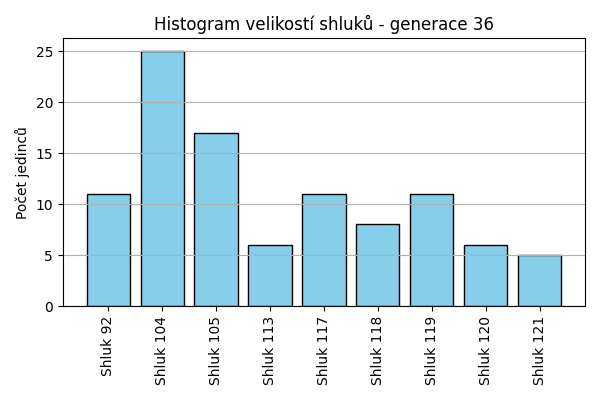 Histogram velikostí shluků - generace 36
Počet jedinců
25
20
15
10
5
0
Shluk 92
Shluk 104
Shluk 105
Shluk 113
Shluk 117
Shluk 118
Shluk 119
Shluk 120
Shluk 121